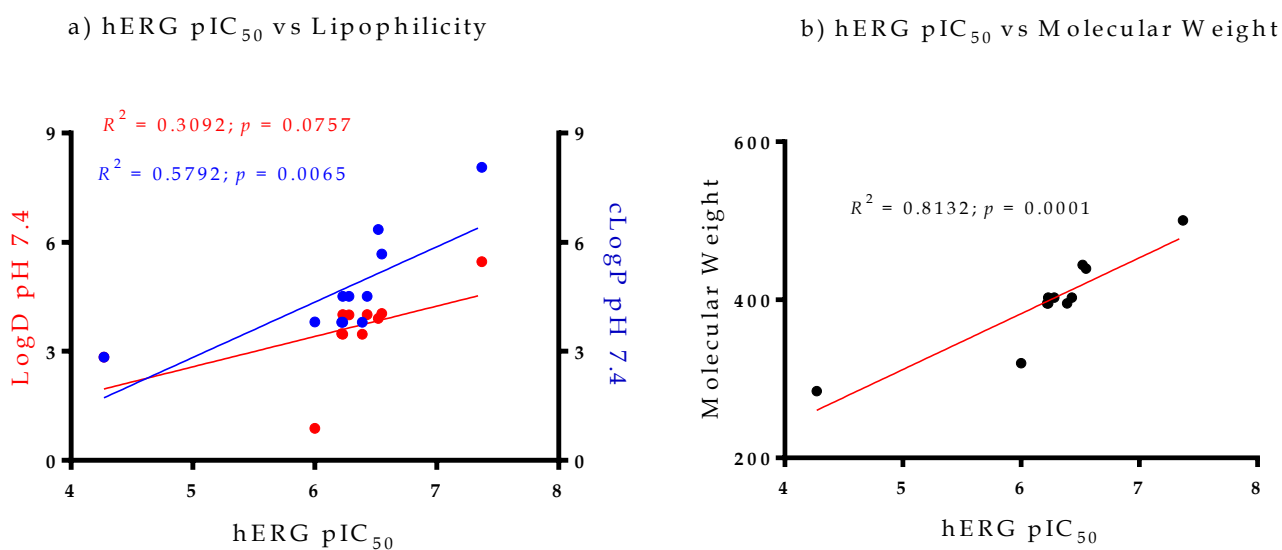 a) hERG pIC50 vs Lipophilicity
R2 = 0.3092; p = 0.0757
R2 = 0.5792; p = 0.0065
LogD pH 7.4
cLogP pH 7.4
9
6
3
0
9
6
3
0
4 5 6 7 8
hERG pIC50
b) hERG pIC50 vs Molecular Weight
R2 = 0.8132; p = 0.0001
Molecular Weight
600
400
200
4 5 6 7 8
hERG pIC50